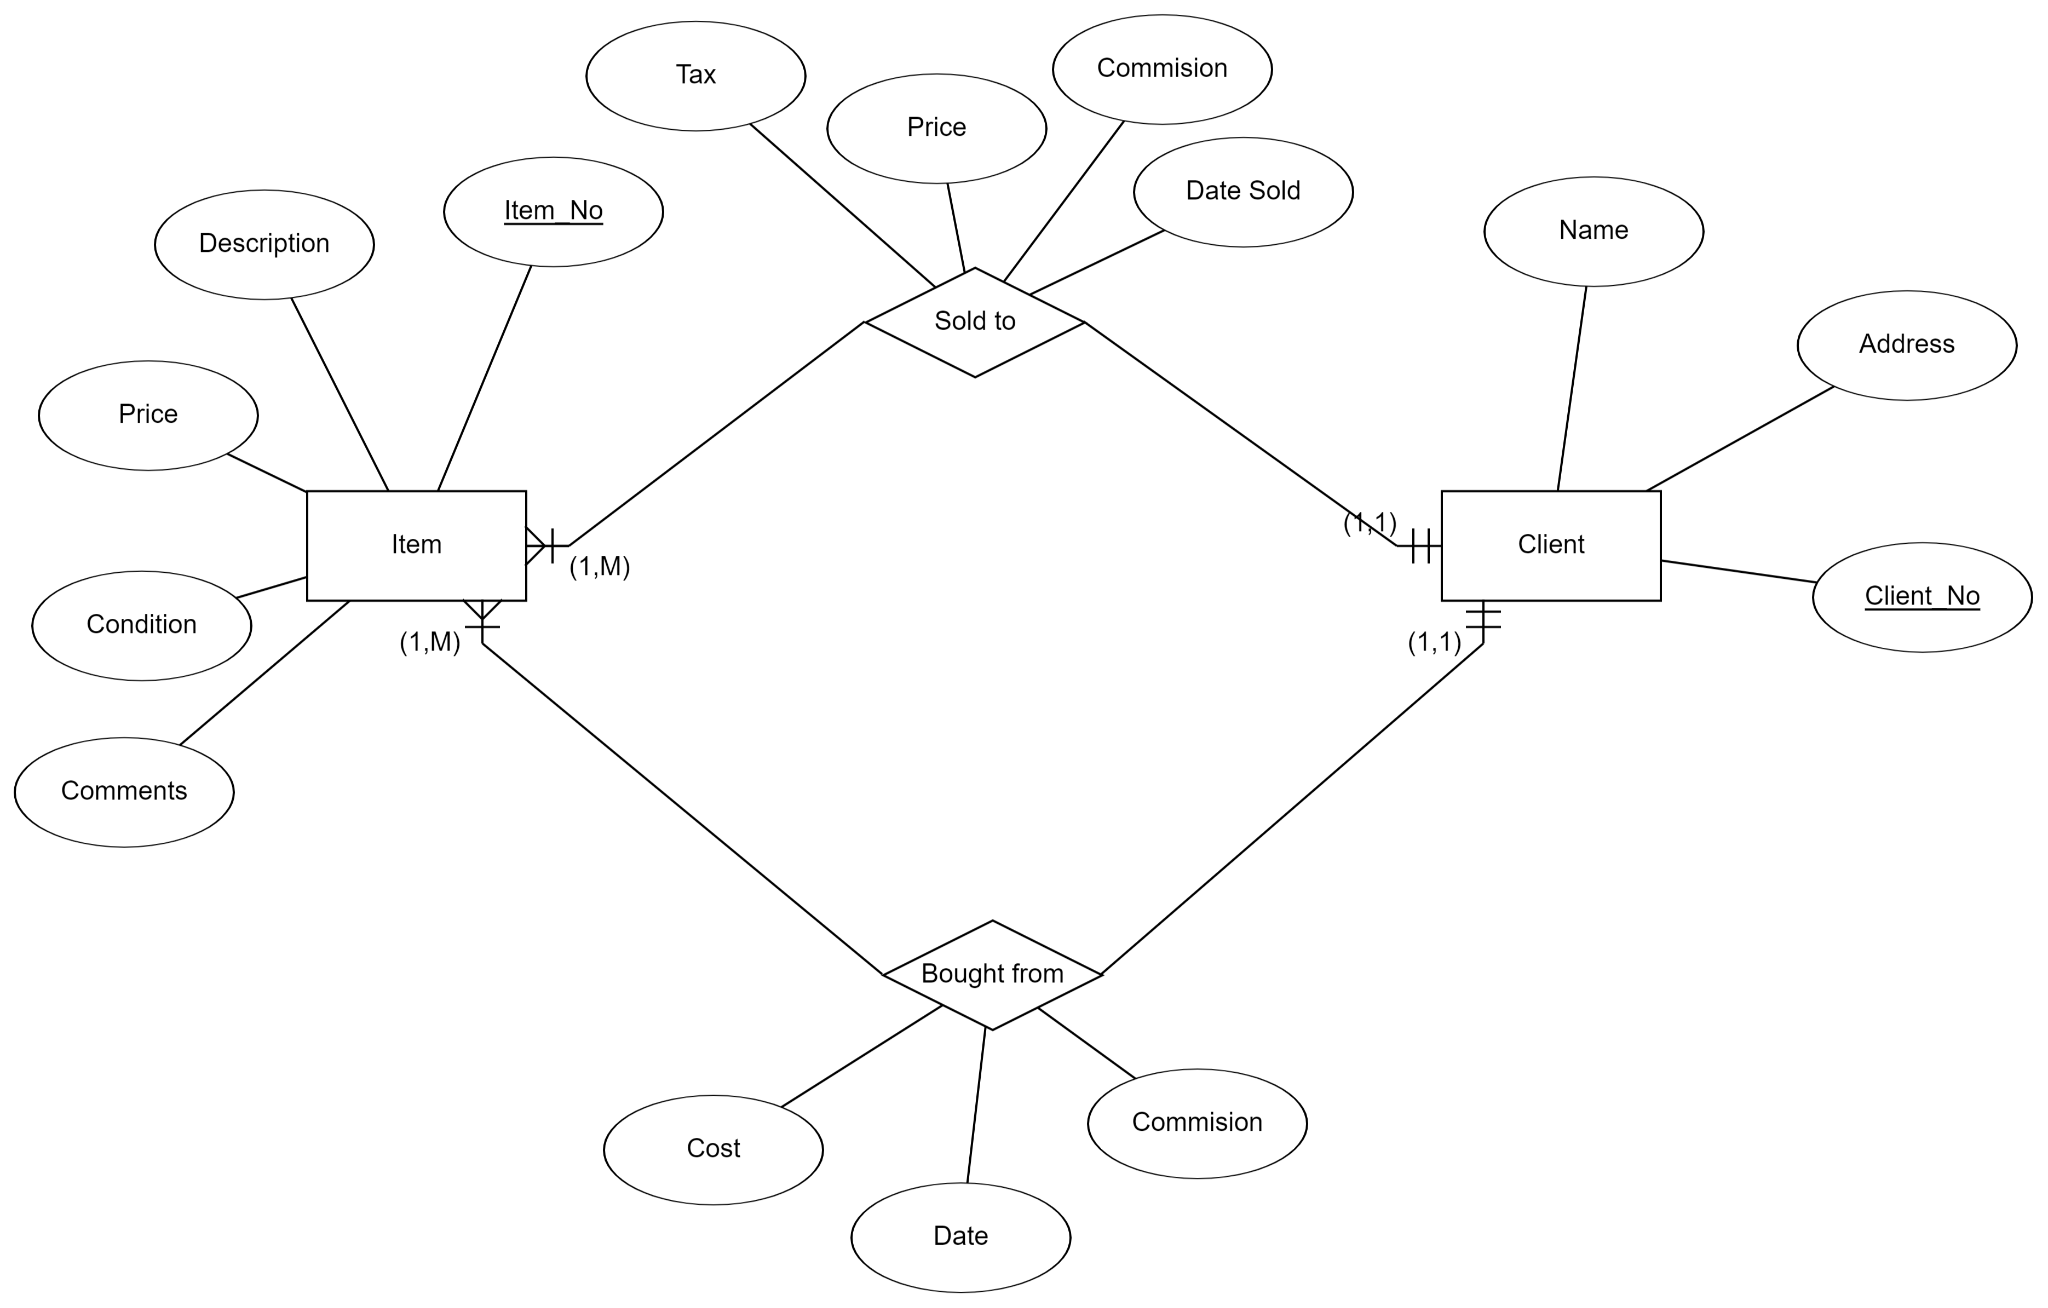 Tax
Commision
Price
Date Sold
Item_No
Description
Name
Sold to
Address
Price
(1,1)
Item
Client
(1,M)
Client_No
Condition
(1,M)
(1,1)
Comments
Bought from
Commision
Cost
Date